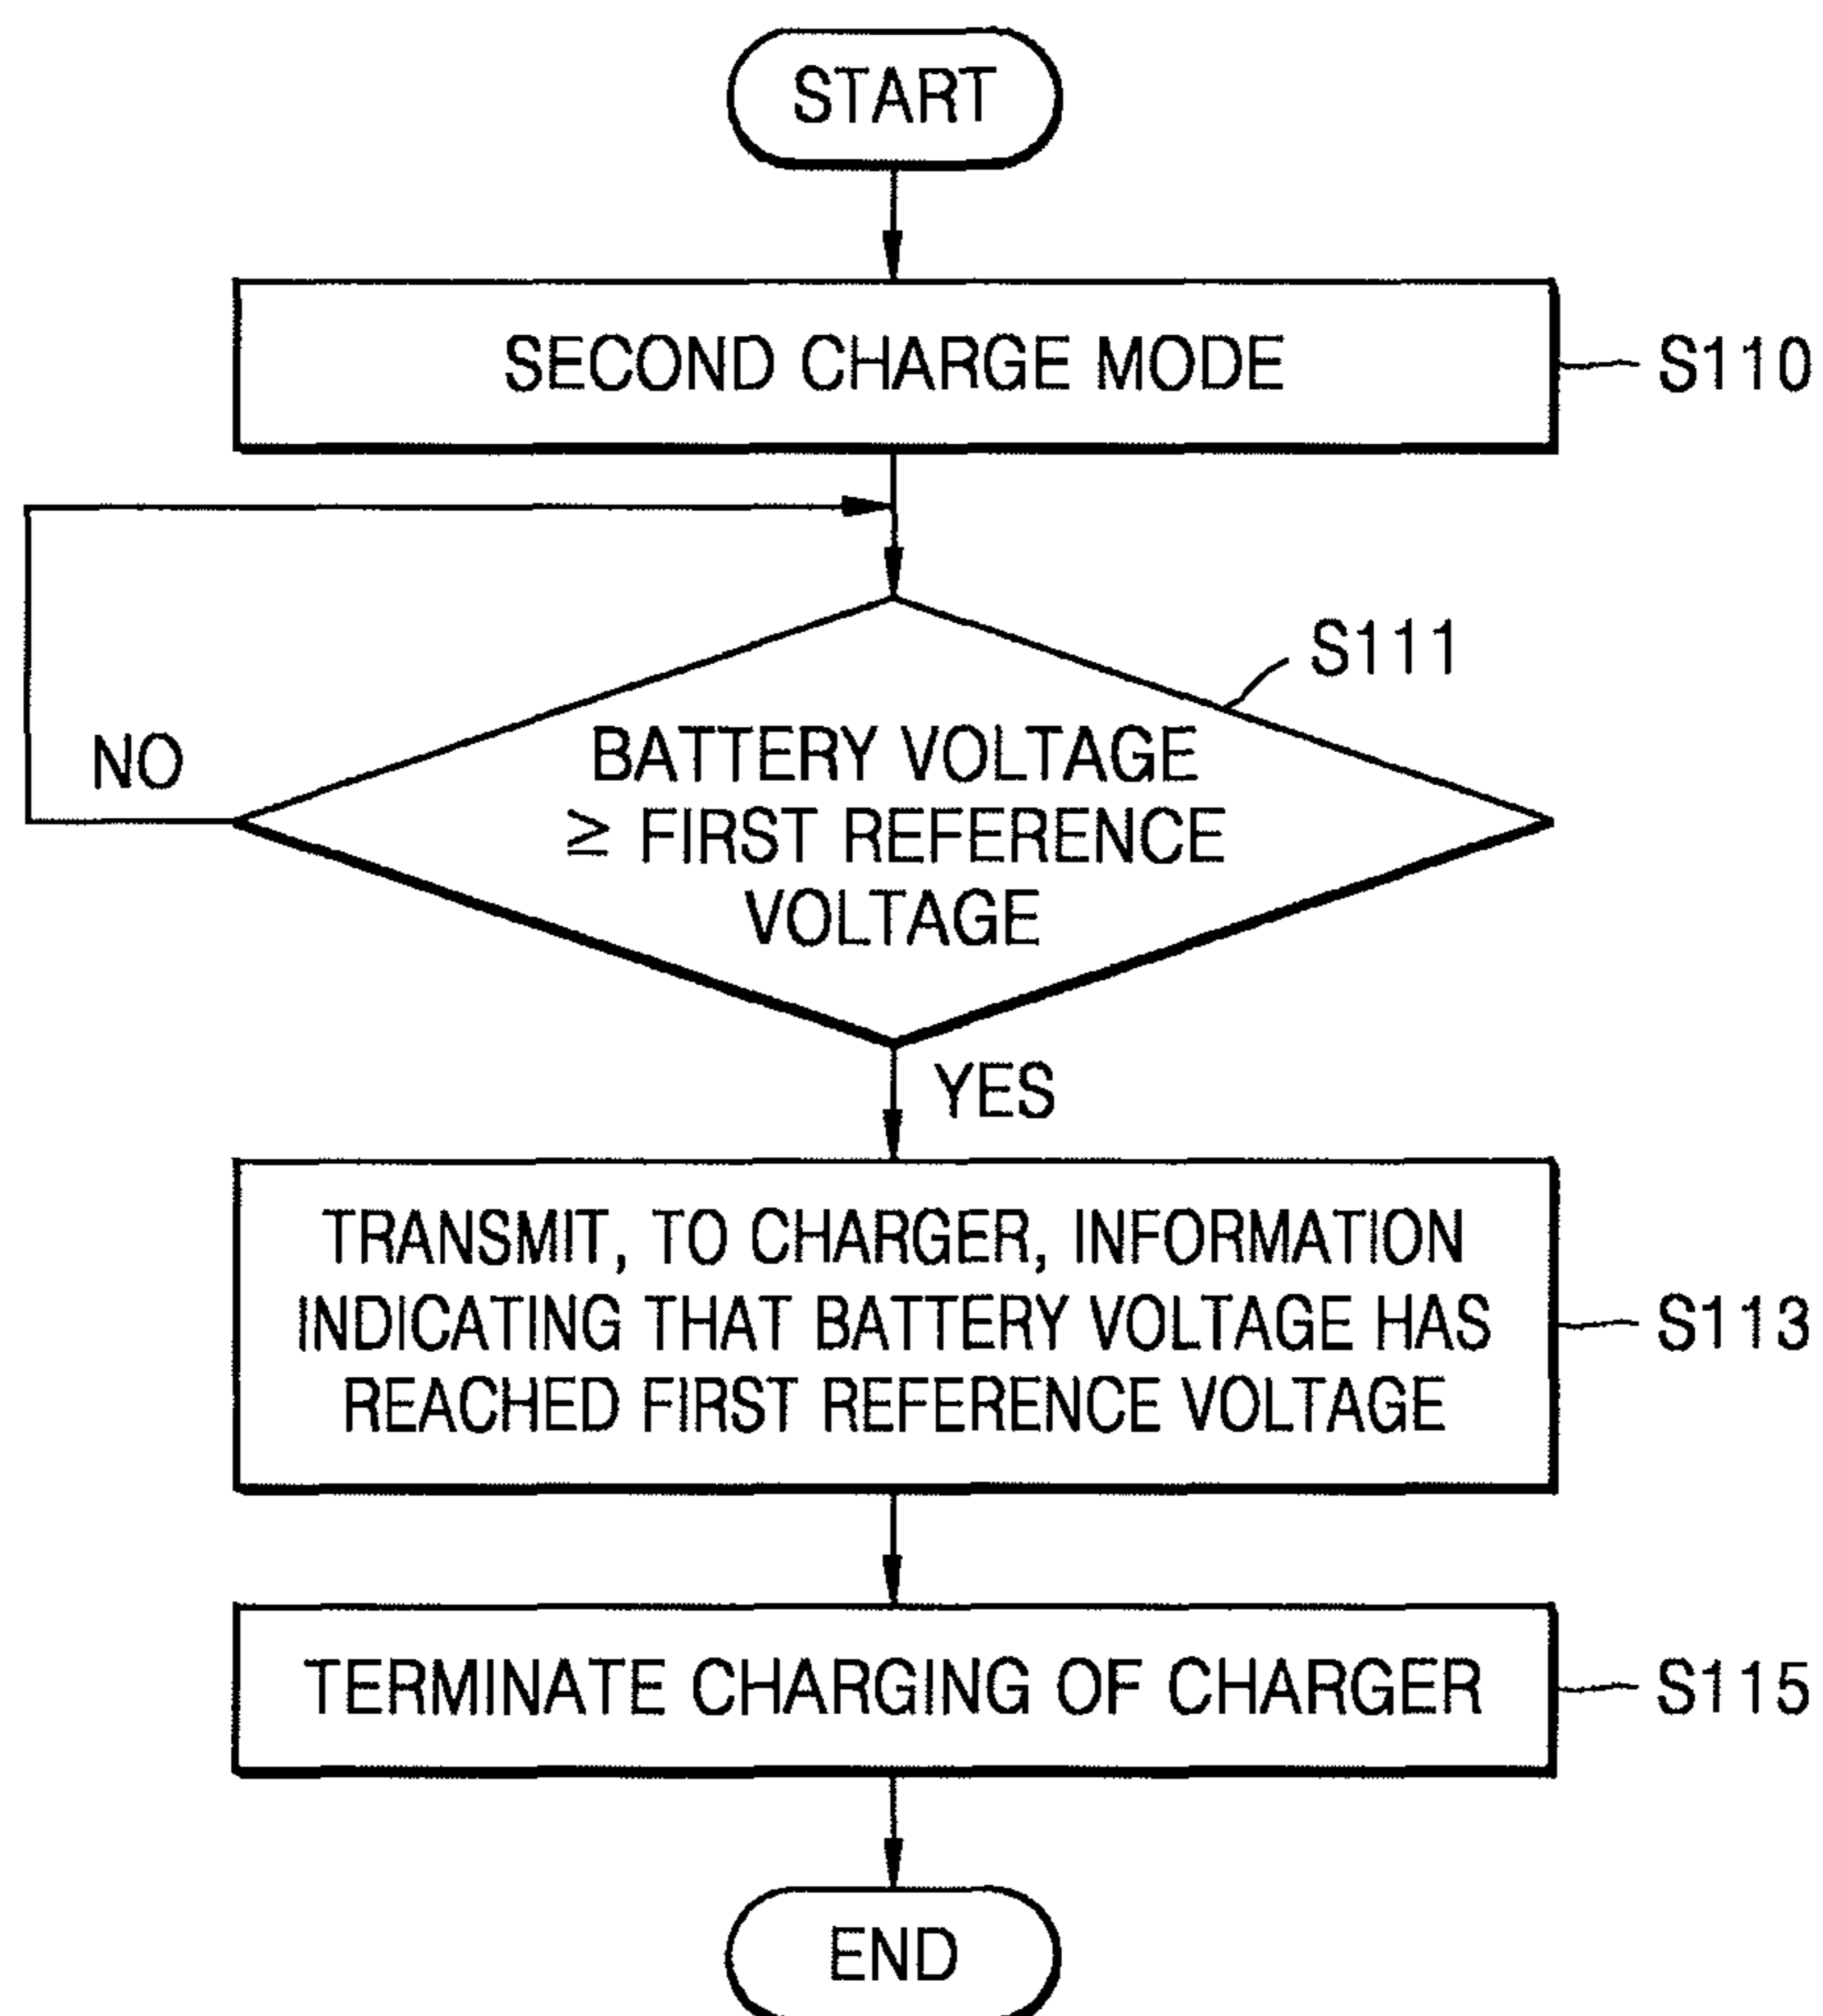 START
SECOND CHARGE MODE
S110
S111
BATTERY VOLTAGE
≥ FIRST REFERENCE
VOLTAGE
NO
YES
TRANSMIT, TO CHARGER, INFORMATION
INDICATING THAT BATTERY VOLTAGE HAS
REACHED FIRST REFERENCE VOLTAGE
S113
TERMINATE CHARGING OF CHARGER
S115
END